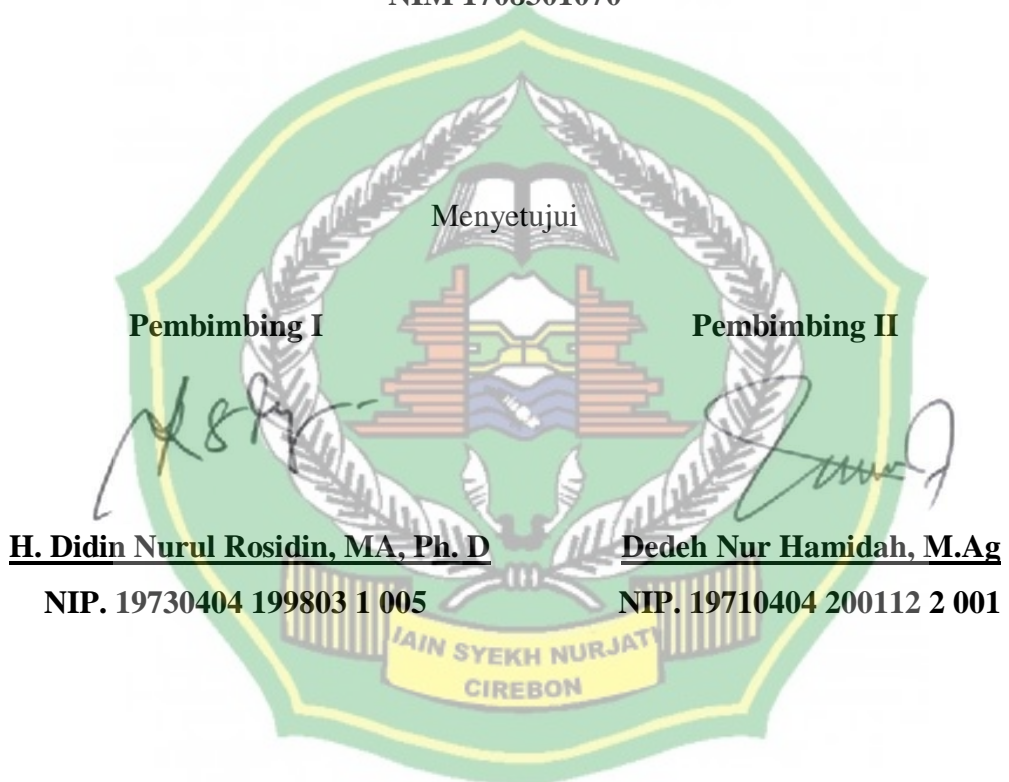 Menyetujui
Pembimbing I Pembimbing II
H. Didin Nurul Rosidin, MA, Ph. D Dedeh Nur Hamidah, M.Ag
NIP. 19730404 199803 1 005 NIP. 19710404 200112 2 001
IAIN SYEKH NURJATI
CIREBON